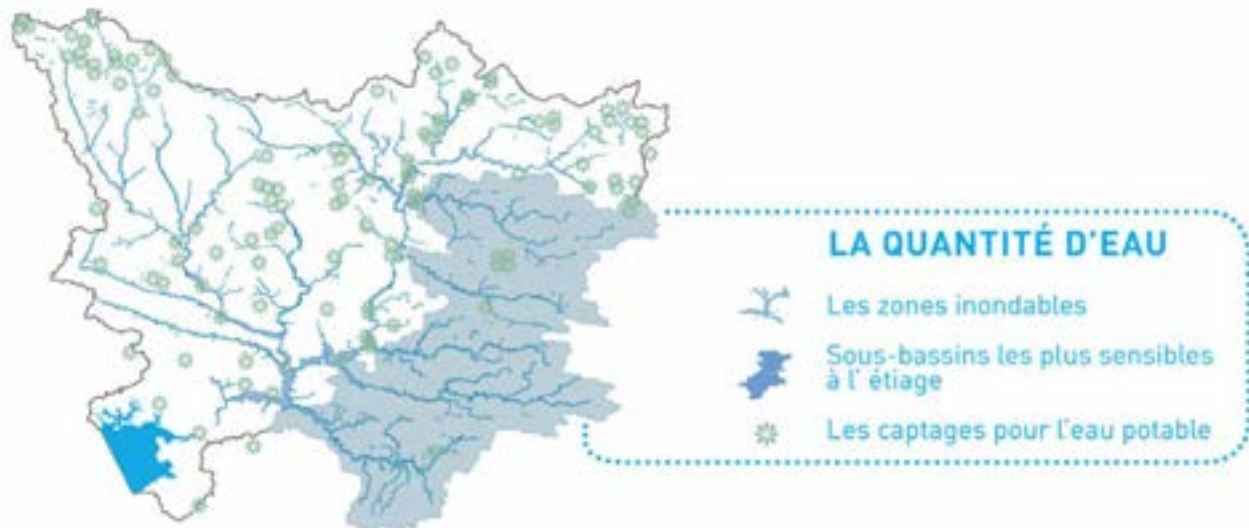 LA QUANTITÉ D'EAU
Les zones inondables
Sous-bassins les plus sensibles
à l' étiage
Les captages pour l'eau potable